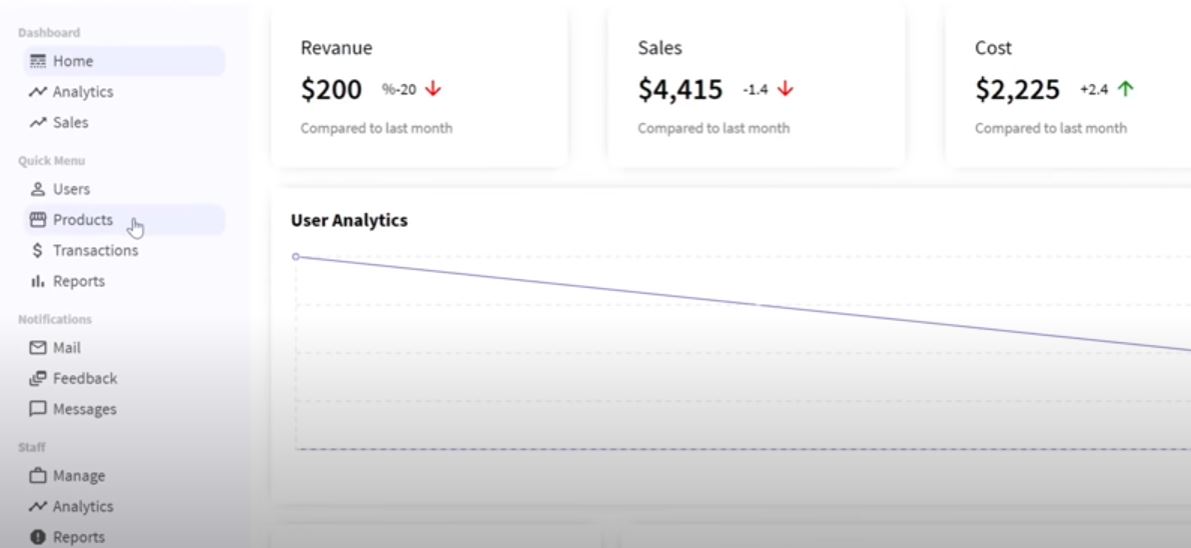 Dashboard
Home
Analytics
Sales
Quick Menu
Users
Products
Transactions
Reports
Notifications
Mail
Feedback
Messages
Staff
Manage
Analytics
Reports
Revanue
$200 %-20
Compared to last month
Sales
$4,415 -1.4
Compared to last month
Cost
$2,225 +2.4
Compared to last month
User Analytics